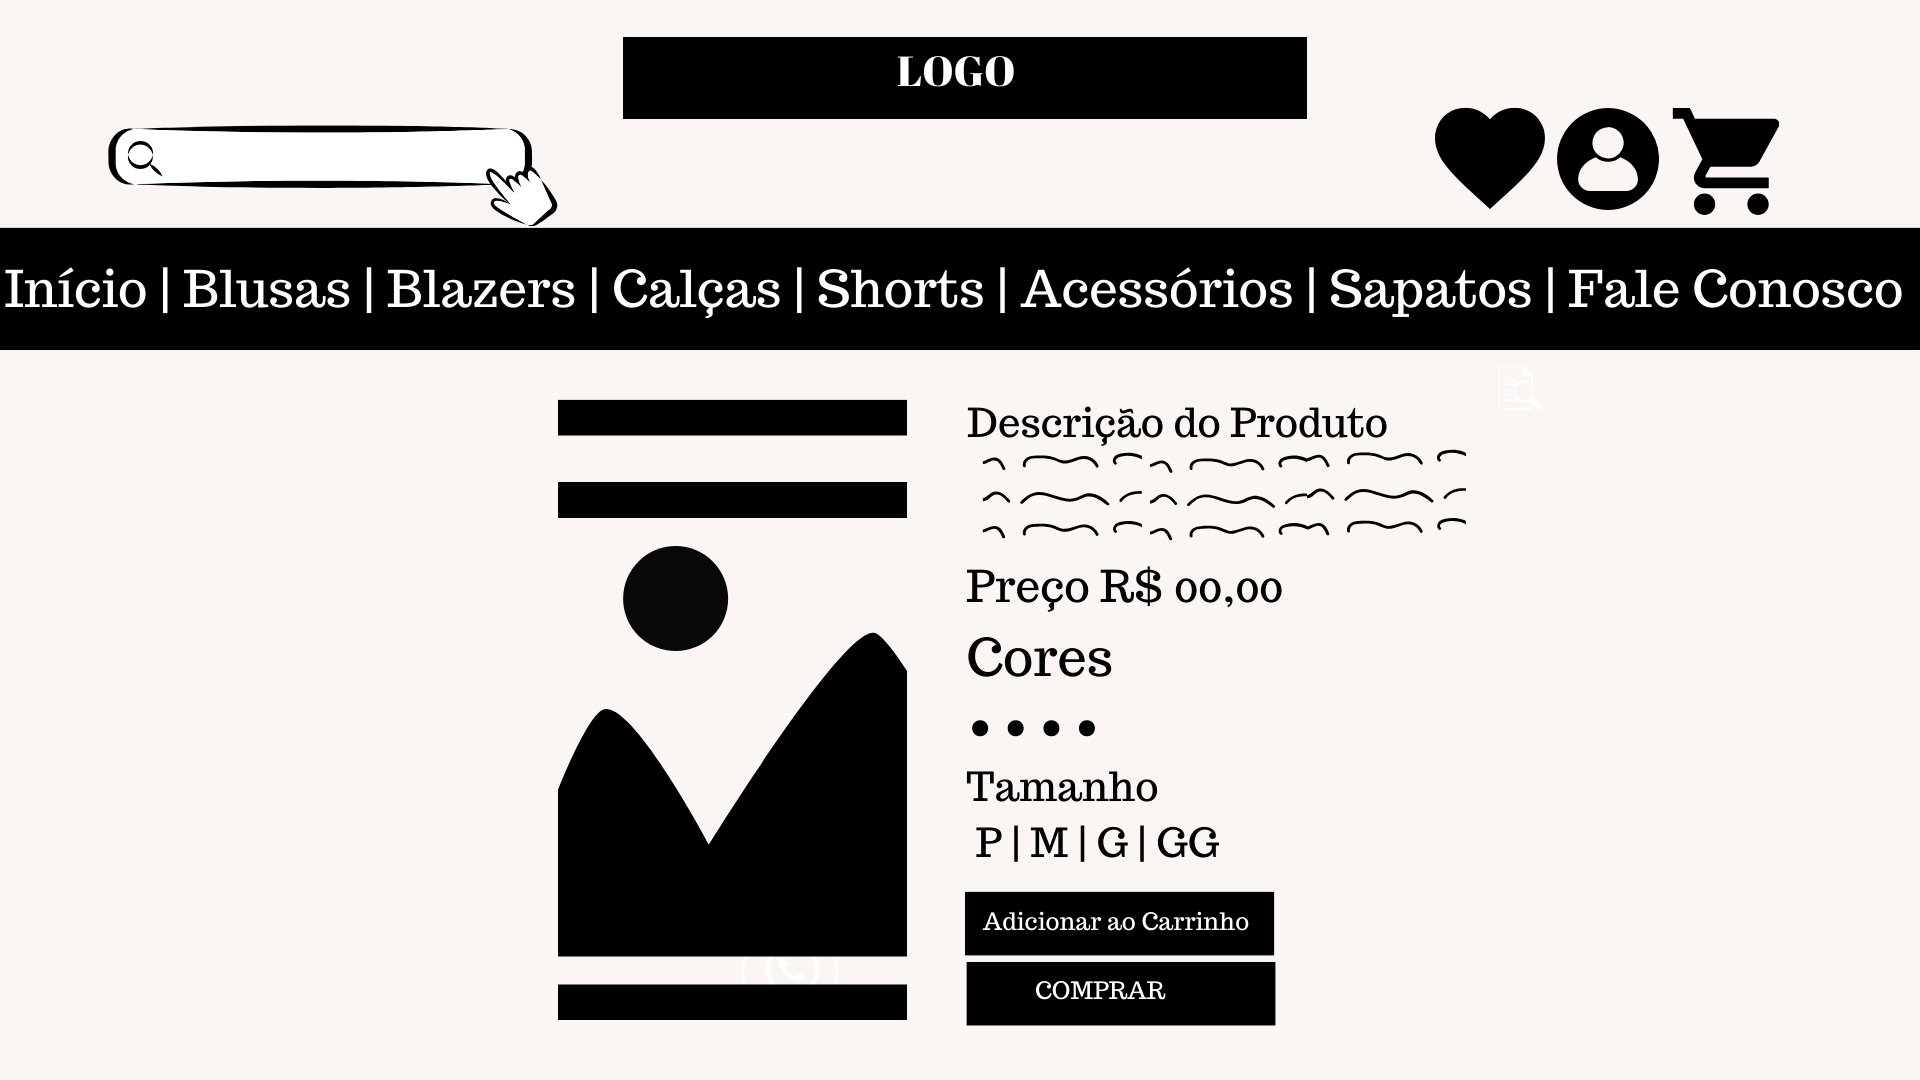 LOGO
Início | Blusas | Blazers | Calças | Shorts | Acessórios | Sapatos | Fale Conosco
Descrição do Produto
Preço R$ 00,00
Cores
Tamanho
P | M | G | GG
Adicionar ao Carrinho
COMPRAR